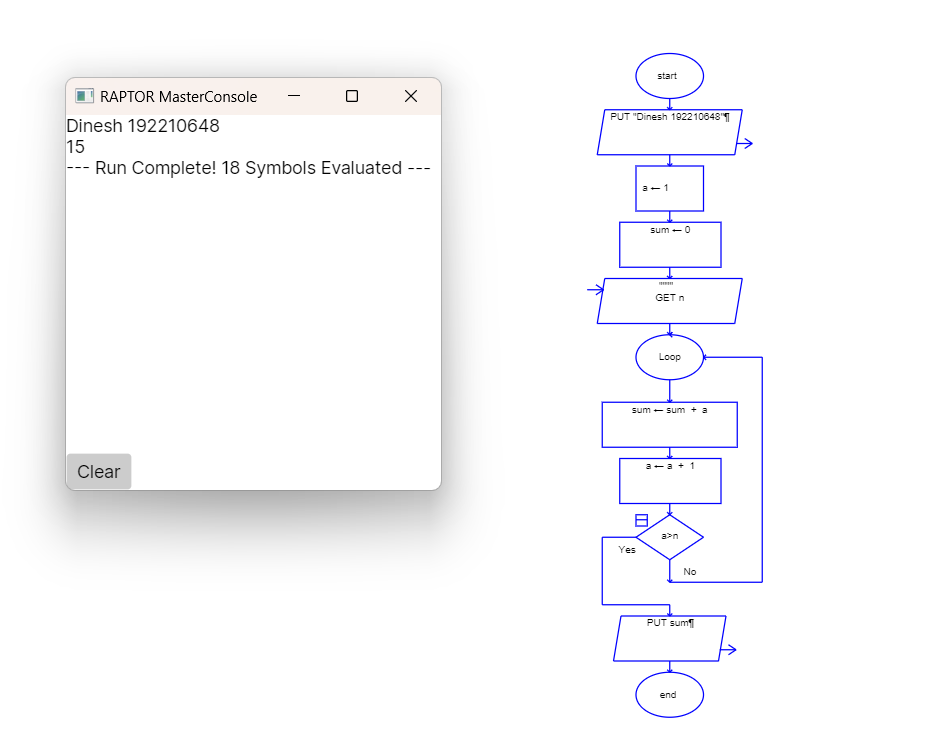 RAPTOR MasterConsole
Dinesh 192210648
15
--- Run Complete! 18 Symbols Evaluated ---
Clear
start
PUT "Dinesh 192210648"¶
a ← 1
sum ← 0
""""
GET n
Loop
sum ← sum + a
a ← a + 1
a>n
Yes
No
PUT sum¶
end